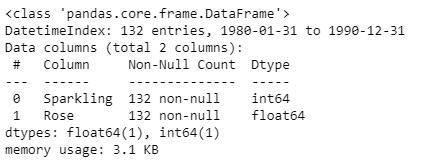 <class 'pandas.core.frame.DataFrame'>
DatetimeIndex: 132 entries, 1980-01-31 to 1990-12-31
Data columns (total 2 columns):
 #   Column     Non-Null Count  Dtype
---  ------     --------------  -----
 0   Sparkling  132 non-null    int64
 1   Rose       132 non-null    float64
dtypes: float64(1), int64(1)
memory usage: 3.1 KB